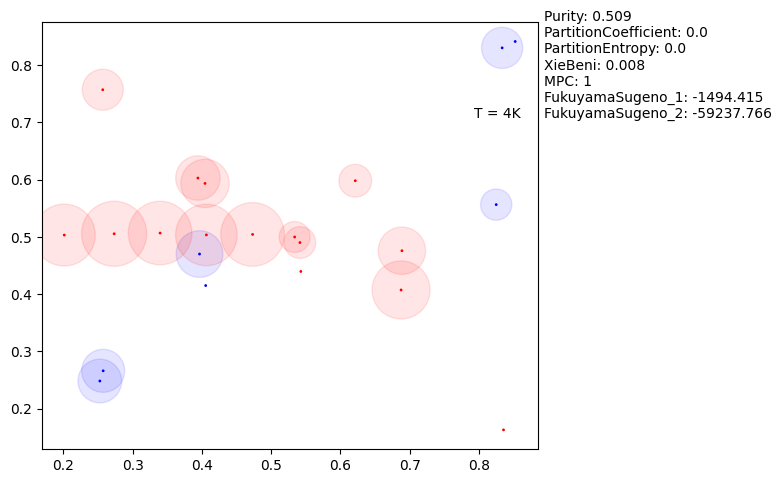 Purity: 0.509
PartitionCoefficient: 0.0
PartitionEntropy: 0.0
XieBeni: 0.008
MPC: 1
FukuyamaSugeno_1: -1494.415
FukuyamaSugeno_2: -59237.766
T = 4K
0.8
0.7
0.6
0.5
0.4
0.3
0.2
0.2 0.3 0.4 0.5 0.6 0.7 0.8